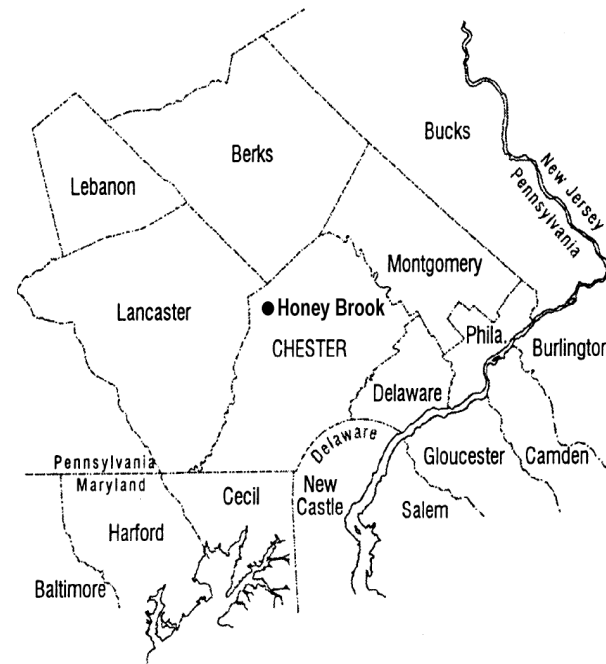 Bucks
Berks
Lebanon
New Jersey
Pennsylvania
Montgomery
Lancaster
Honey Brook
Phila.
Burlington
CHESTER
Delaware
Delaware
Pennsylvania
Maryland
Gloucester
Camden
Cecil
New
Castle
Salem
Harford
Baltimore